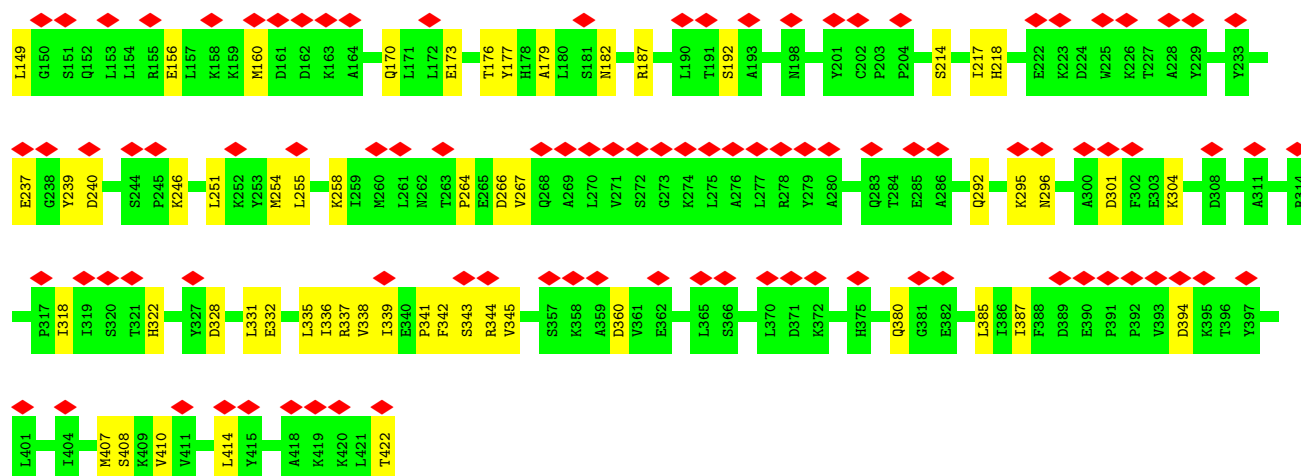 L149 G150 S151 Q152 L153 L154 R155 E156 L157 K158 K159 M160 D161 D162 K163 A164 Q170 L171 L172 E173 T176 Y177 H178 A179 L180 S181 N182 R187 L190 T191 S192 A193 N198 Y201 C202 P203 P204 S214 I217 H218 E222 K223 D224 W225 K226 T227 A228 Y229 Y233
E237 G238 Y239 D240 S244 P245 K246 L251 K252 Y253 M254 L255 K258 I259 M260 L261 N262 T263 P264 E265 D266 V267 Q268 A269 L270 V271 S272 G273 K274 L275 A276 L277 R278 Y279 A280 Q283 T284 E285 A286 Q292 K295 N296 A300 D301 F302 E303 K304 D308 A311
P317 I318 I319 S320 T321 H322 Y327 D328 L331 E332 L335 I336 R337 V338 I339 E340 P341 F342 S343 R344 V345 S357 K358 A359 D360 V361 E362 L365 S366 L370 D371 K372 H375 Q380 G381 E382 L385 I386 I387 F388 D389 E390 P391 P392 V393 D394 K395 T396 Y397
L401 I404 M407 S408 K409 V410 V411 L414 Y415 A418 K419 K420 L421 T422